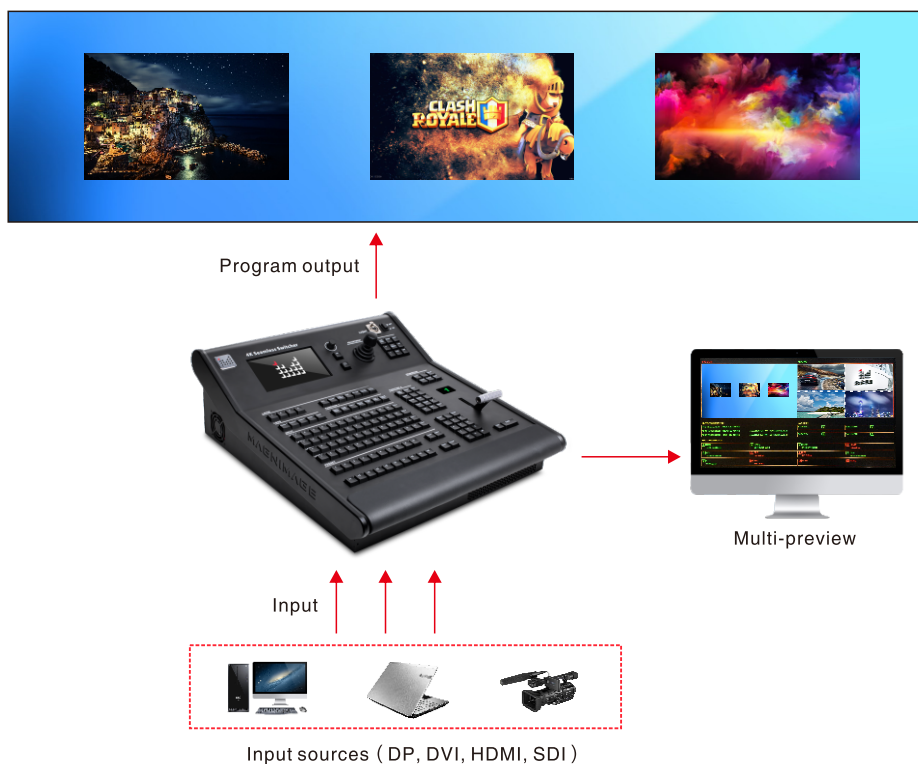 CLASH
ROYALE
Program output
4K Seamless Switcher
MAGNIMAGE
Multi-preview
Input
Input sources ( DP, DVI, HDMI, SDI )